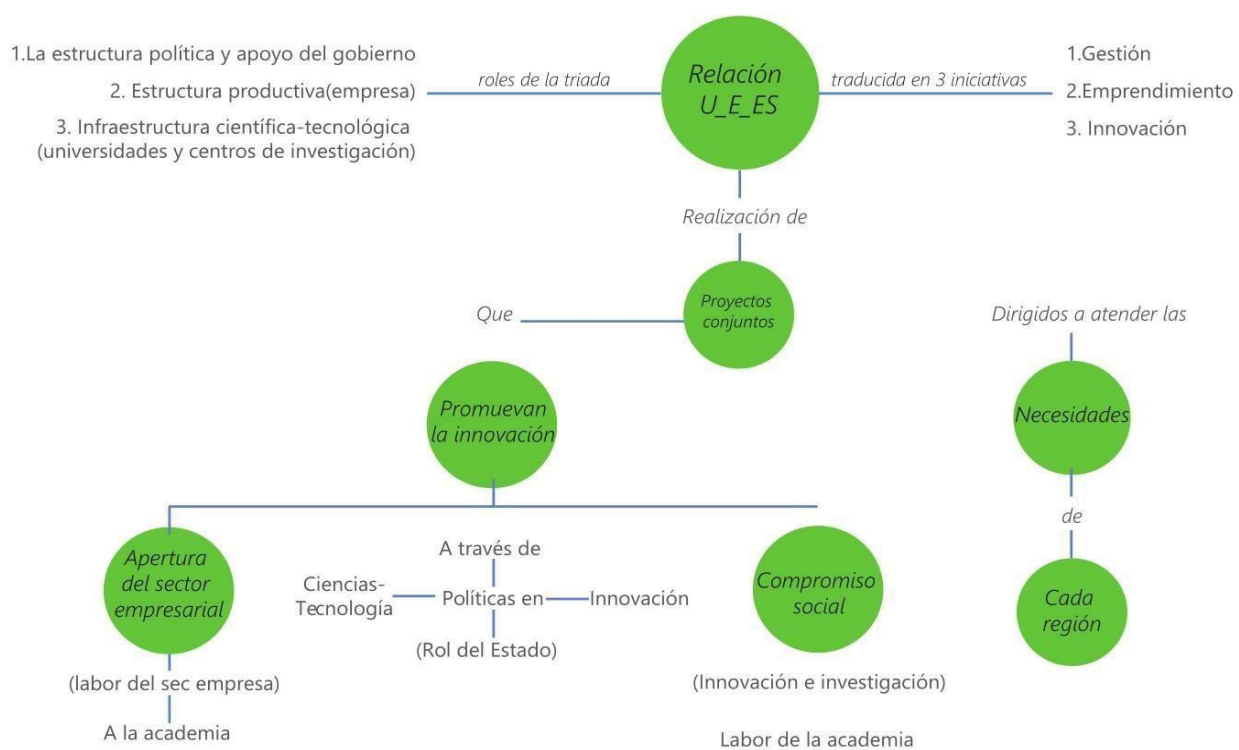 1.La estructura política y apoyo del gobierno
2. Estructura productiva(empresa)
3. Infraestructura científica-tecnológica
(universidades y centros de investigación)
roles de la triada
Relación
U_E_ES
traducida en 3 iniciativas
1.Gestión
2.Emprendimiento
3. Innovación
Realización de
Proyectos
conjuntos
Que
Dirigidos a atender las
Promuevan
la innovación
Necesidades
de
Cada
región
Apertura
del sector
empresarial
(labor del sec empresa)
A la academia
A través de
Ciencias-
Tecnología
Políticas en
Innovación
(Rol del Estado)
Compromiso
social
(Innovación e investigación)
Labor de la academia